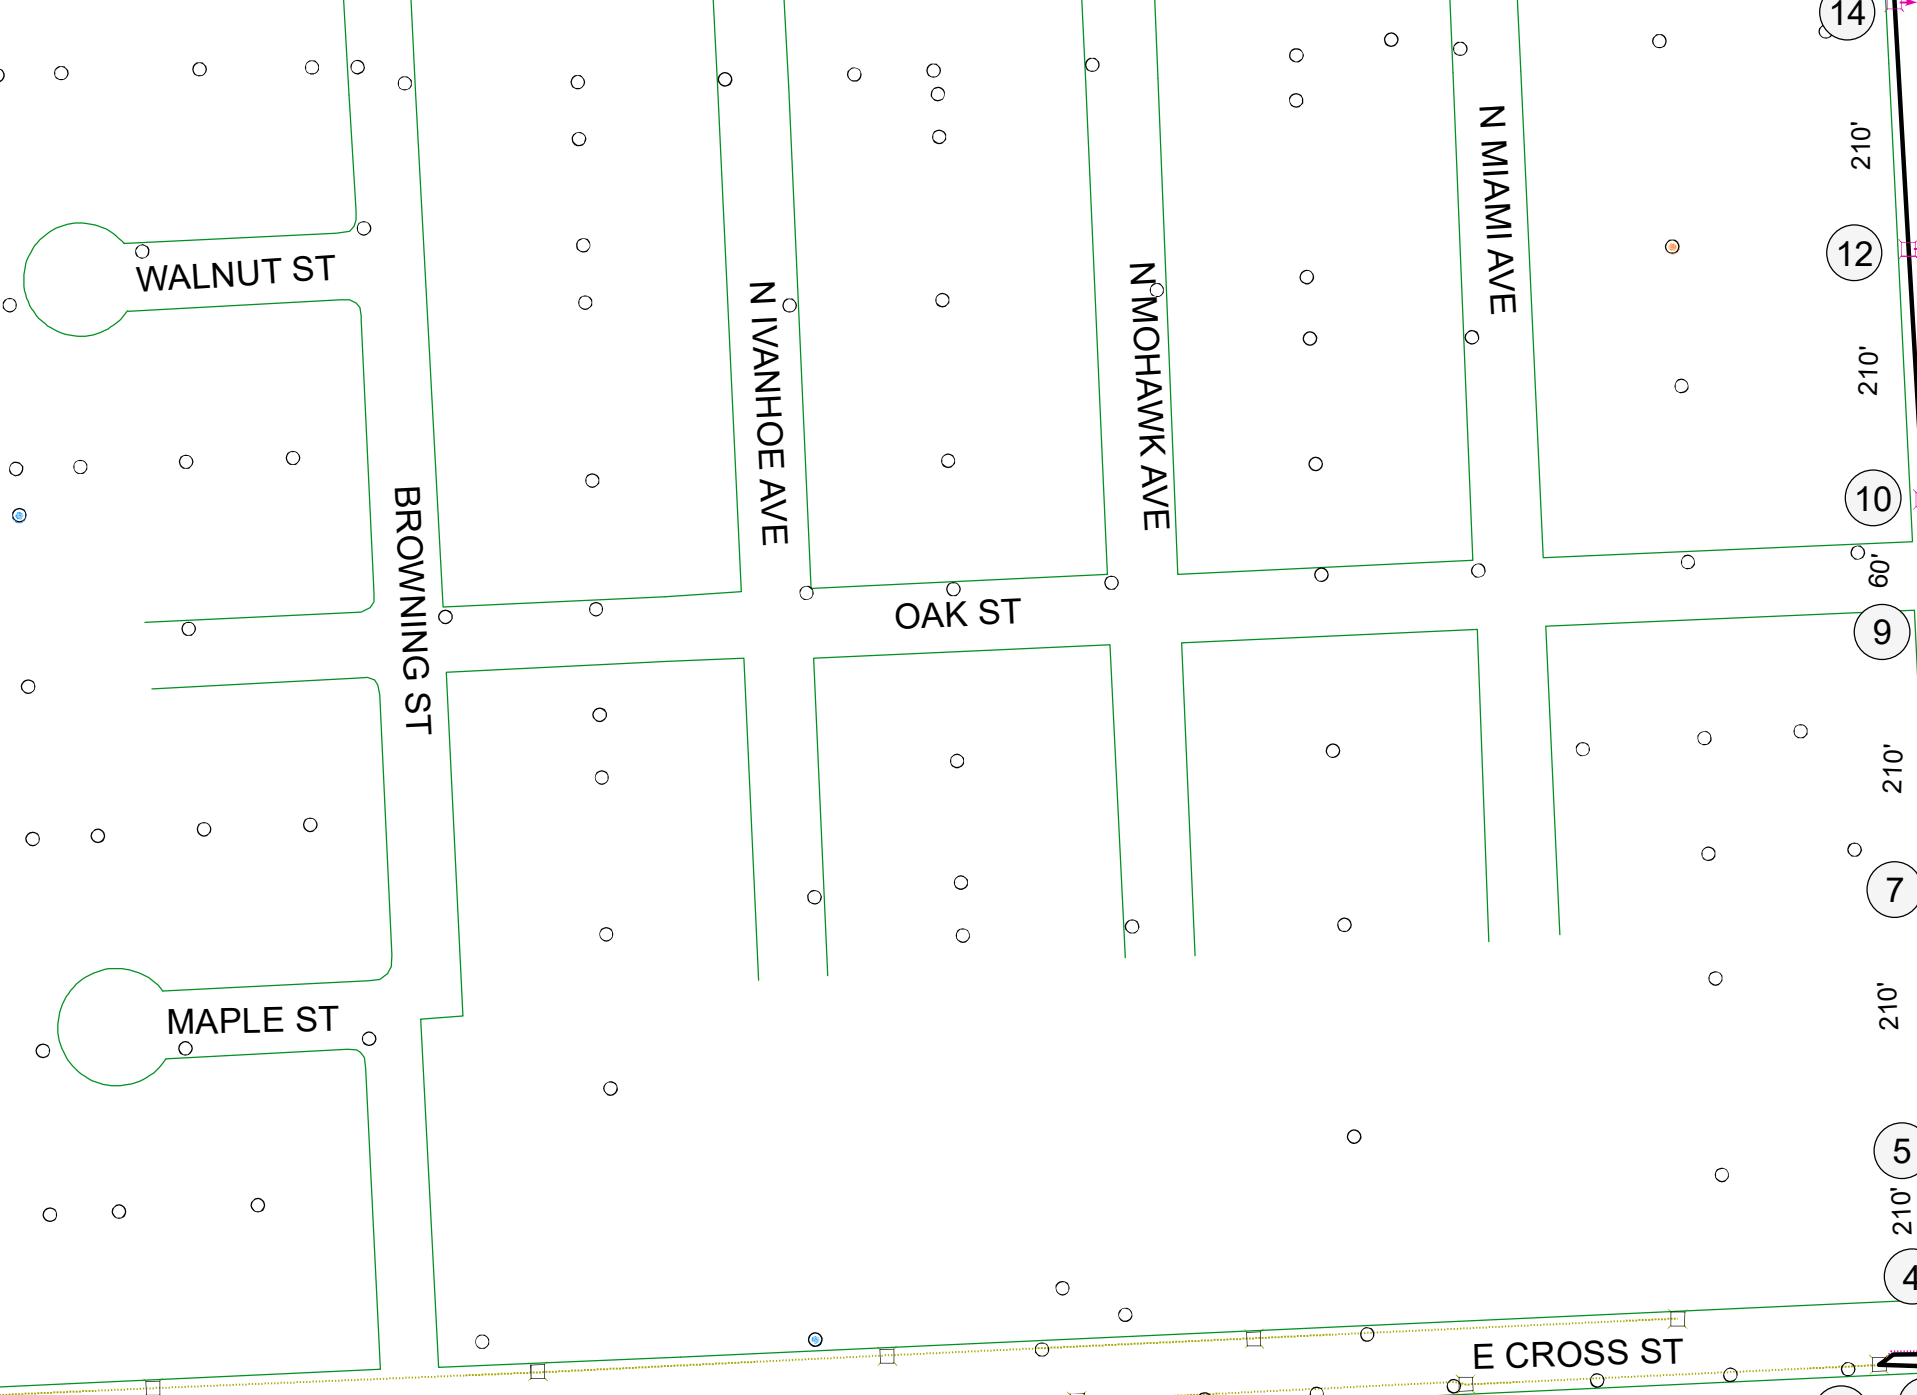 14
210'
N MIAMI AVE
12
WALNUT ST
N IVANHOE AVE
N MOHAWK AVE
210'
BROWNING ST
10
60'
OAK ST
9
210'
7
MAPLE ST
210'
5
210'
4
E CROSS ST